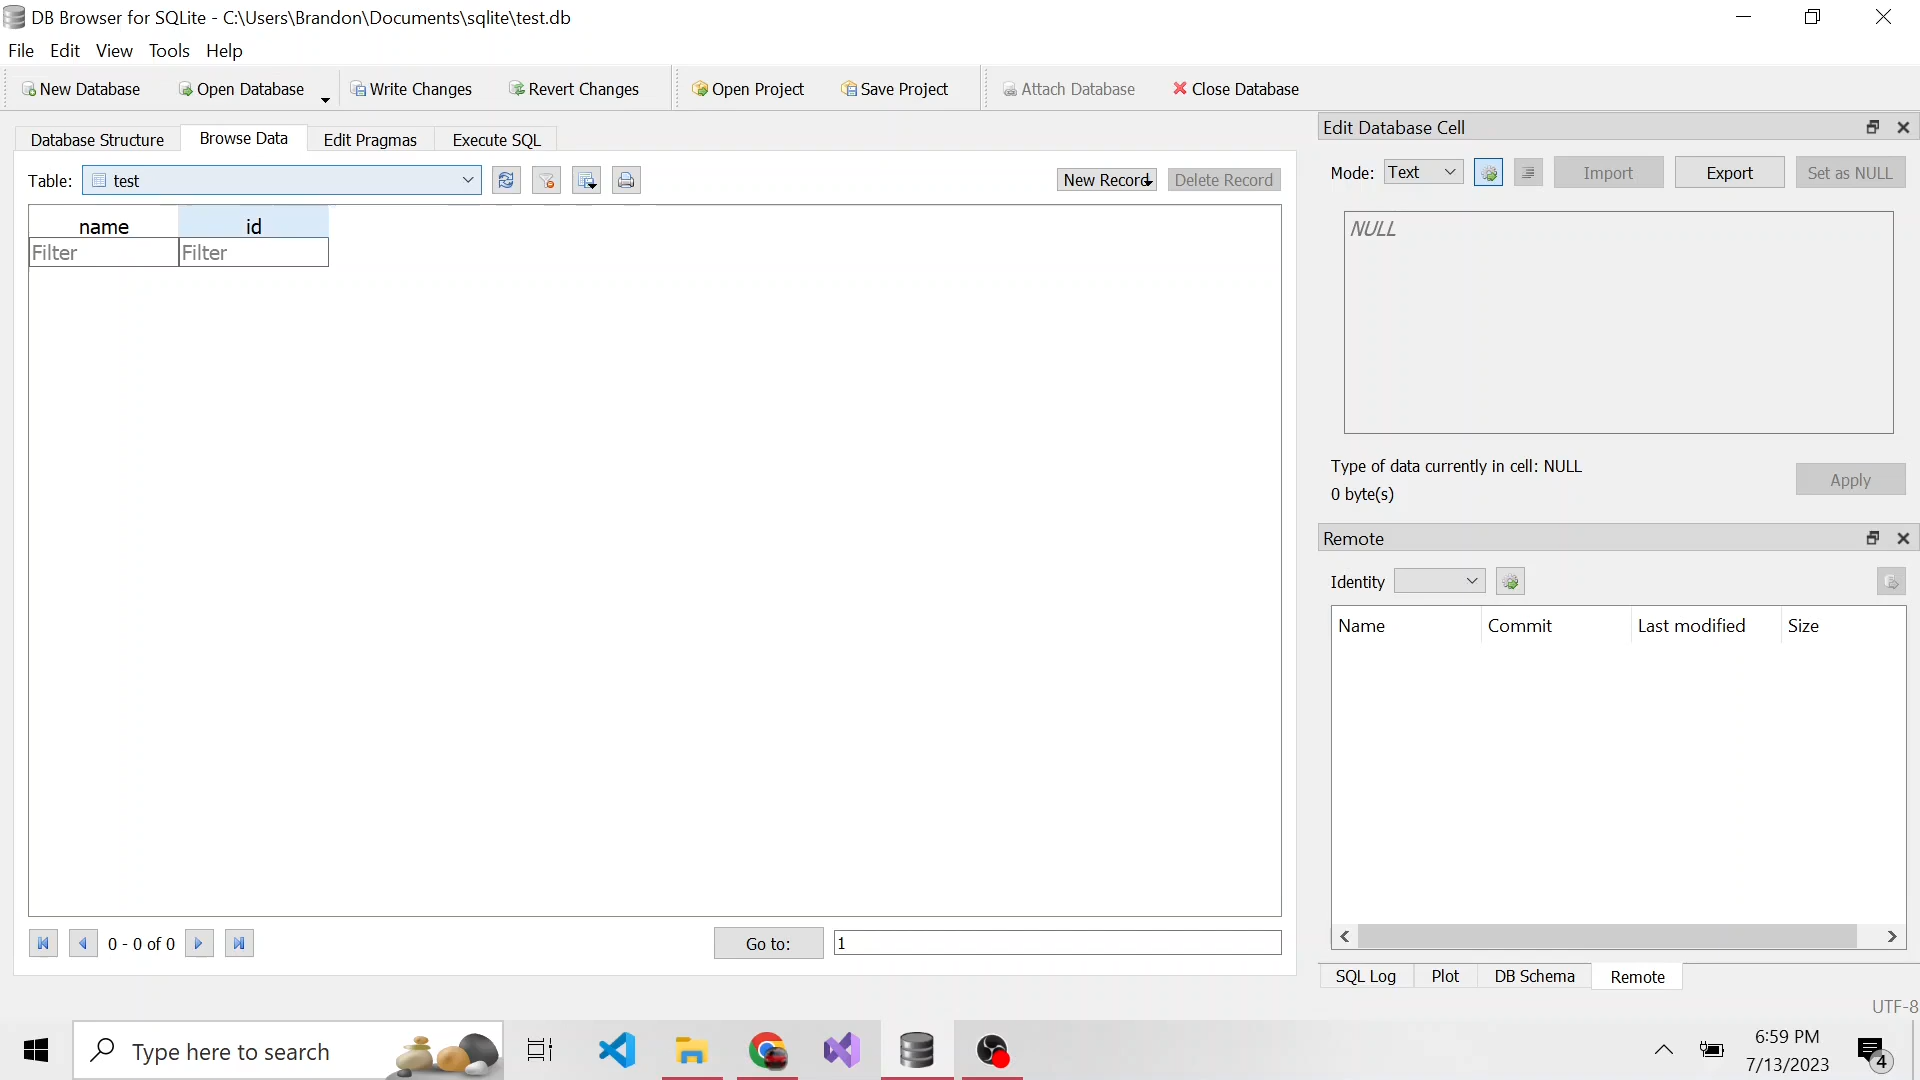 DB Browser for SQLite - C:\Users\Brandon\Documents\sqlite\test.db
File Edit View Tools Help
New Database Open Database Write Changes Revert Changes Open Project Save Project Attach Database Close Database
Database Structure Browse Data Edit Pragmas Execute SQL
Table: test New Record Delete Record
name id
Filter Filter
0 - 0 of 0 Go to: 1
Edit Database Cell
Mode: Text Import Export Set as NULL
NULL
Type of data currently in cell: NULL
0 byte(s)
Apply
Remote
Identity
Name Commit Last modified Size
SQL Log Plot DB Schema Remote
UTF-8
Type here to search
6:59 PM
7/13/2023
4